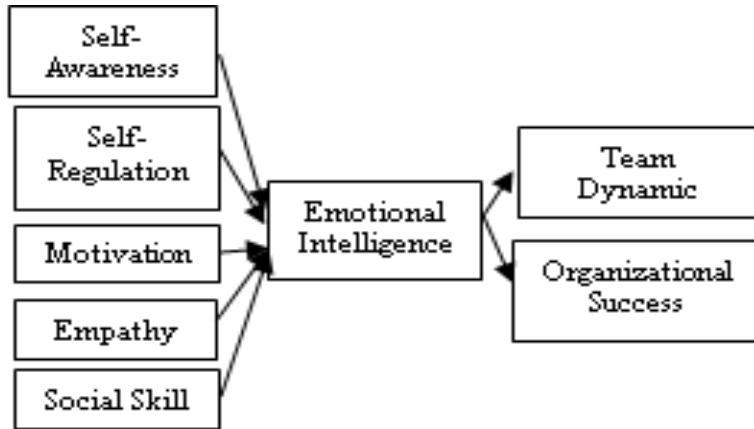 Self-
Awareness
Self-
Regulation
Motivation
Empathy
Social Skill
Emotional
Intelligence
Team
Dynamic
Organizational
Success